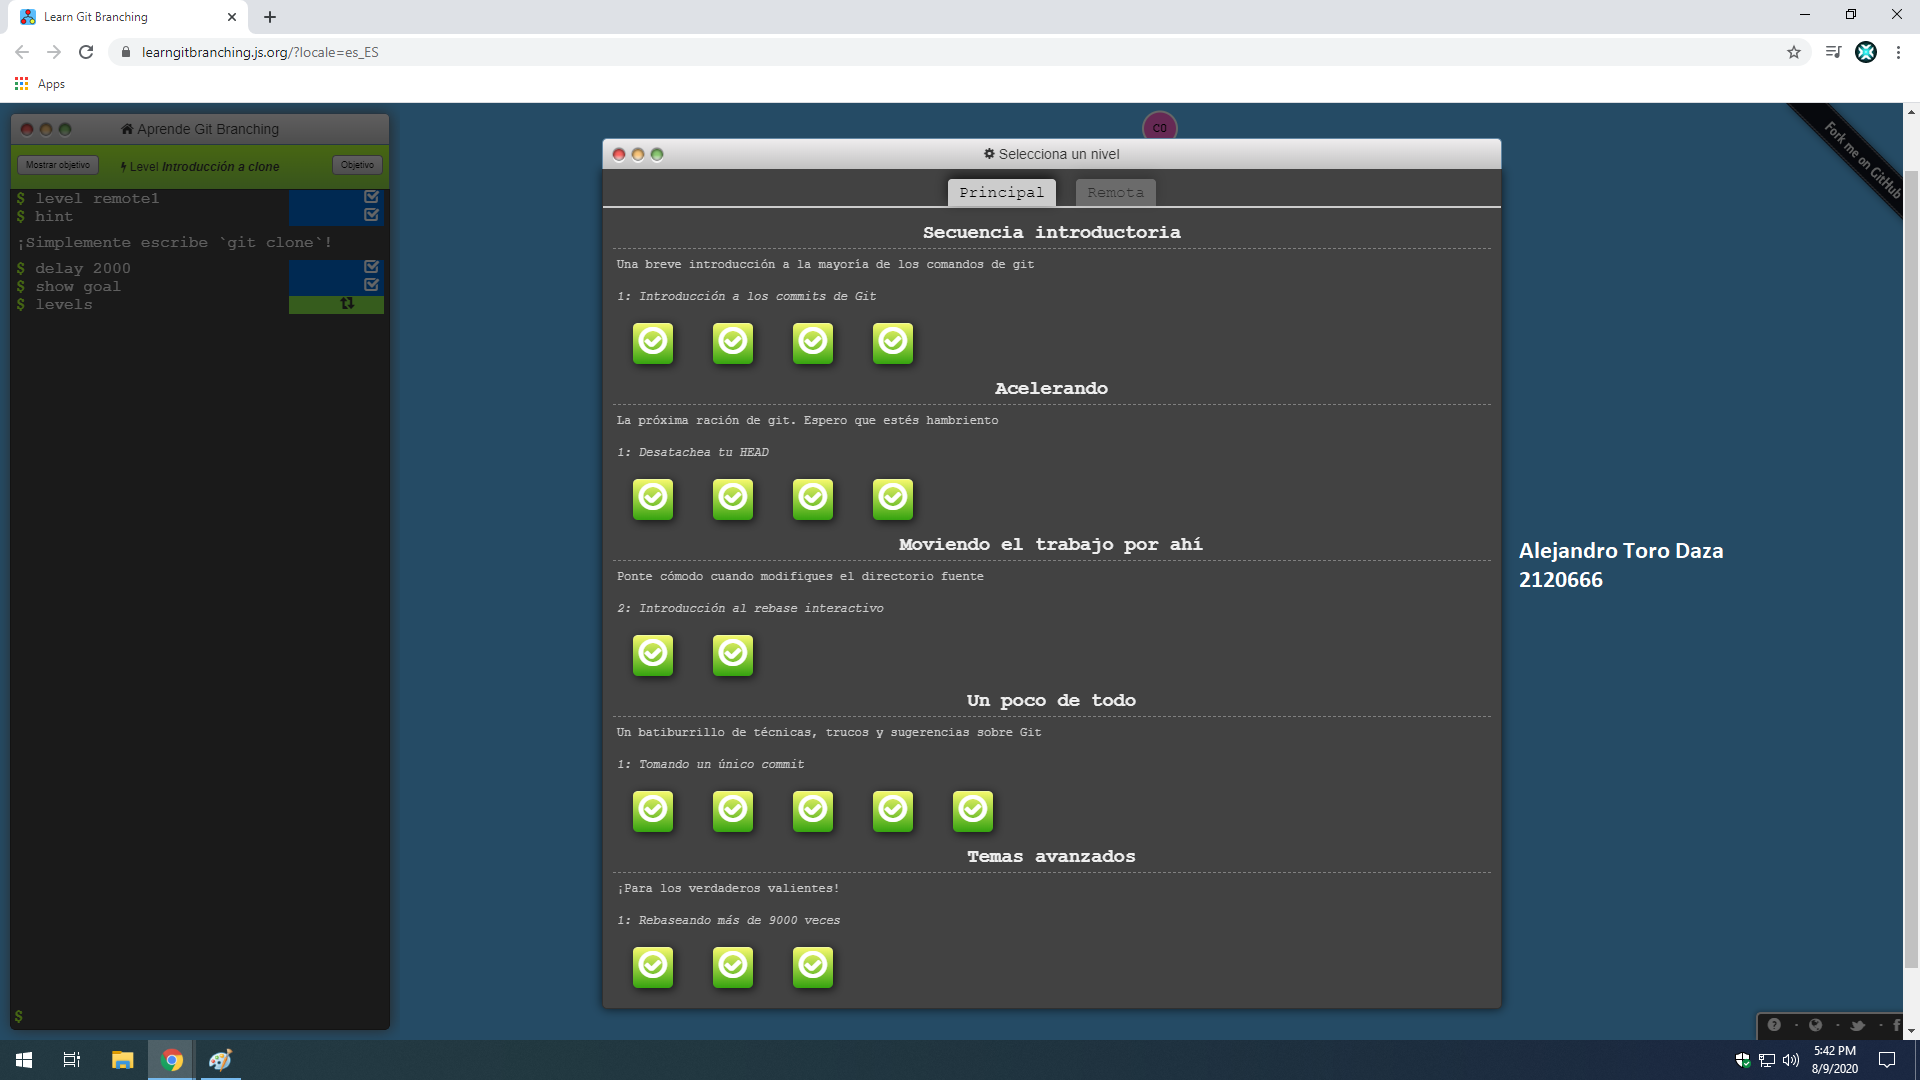 Learn Git Branching
learngitbranching.js.org/?locale=es_ES
Apps
Aprende Git Branching
Mostrar objetivo
Level Introducción a clone
Objetivo
$ level remote1
$ hint
¡Simplemente escribe `git clone`!
$ delay 2000
$ show goal
$ levels
$
C0
Fork me on GitHub
Selecciona un nivel
Principal
Remota
Secuencia introductoria
Una breve introducción a la mayoría de los comandos de git
1: Introducción a los commits de Git
Acelerando
La próxima ración de git. Espero que estés hambriento
1: Desatachea tu HEAD
Moviendo el trabajo por ahí
Ponte cómodo cuando modifiques el directorio fuente
2: Introducción al rebase interactivo
Un poco de todo
Un batiburrillo de técnicas, trucos y sugerencias sobre Git
1: Tomando un único commit
Temas avanzados
¡Para los verdaderos valientes!
1: Rebaseando más de 9000 veces
Alejandro Toro Daza
2120666
5:42 PM
8/9/2020